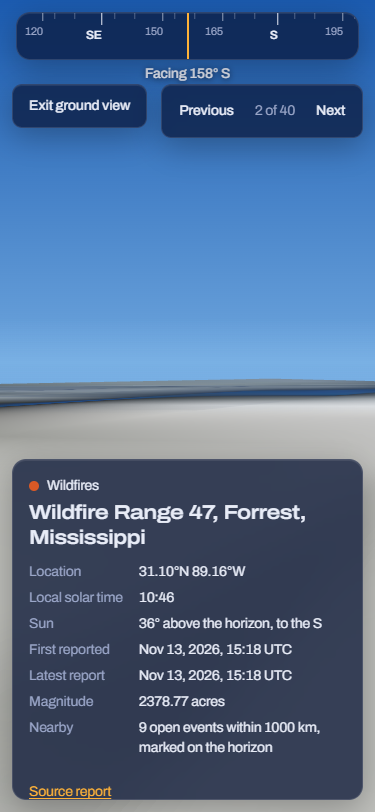 120 SE 150 165 S 195
Facing 158° S
Exit ground view
Previous 2 of 40 Next
Wildfires
Wildfire Range 47, Forrest,
Mississippi
Location 31.10°N 89.16°W
Local solar time 10:46
Sun 36° above the horizon, to the S
First reported Nov 13, 2026, 15:18 UTC
Latest report Nov 13, 2026, 15:18 UTC
Magnitude 2378.77 acres
Nearby 9 open events within 1000 km,
marked on the horizon
Source report